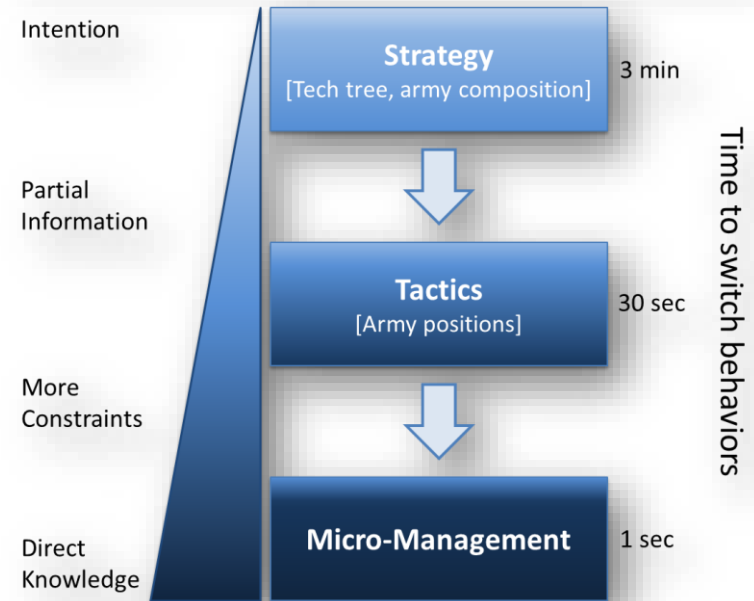 Intention
Strategy
[Tech tree, army composition]
3 min
Partial
Information
Tactics
[Army positions]
30 sec
More
Constraints
Micro-Management
1 sec
Direct
Knowledge
Time to switch behaviors